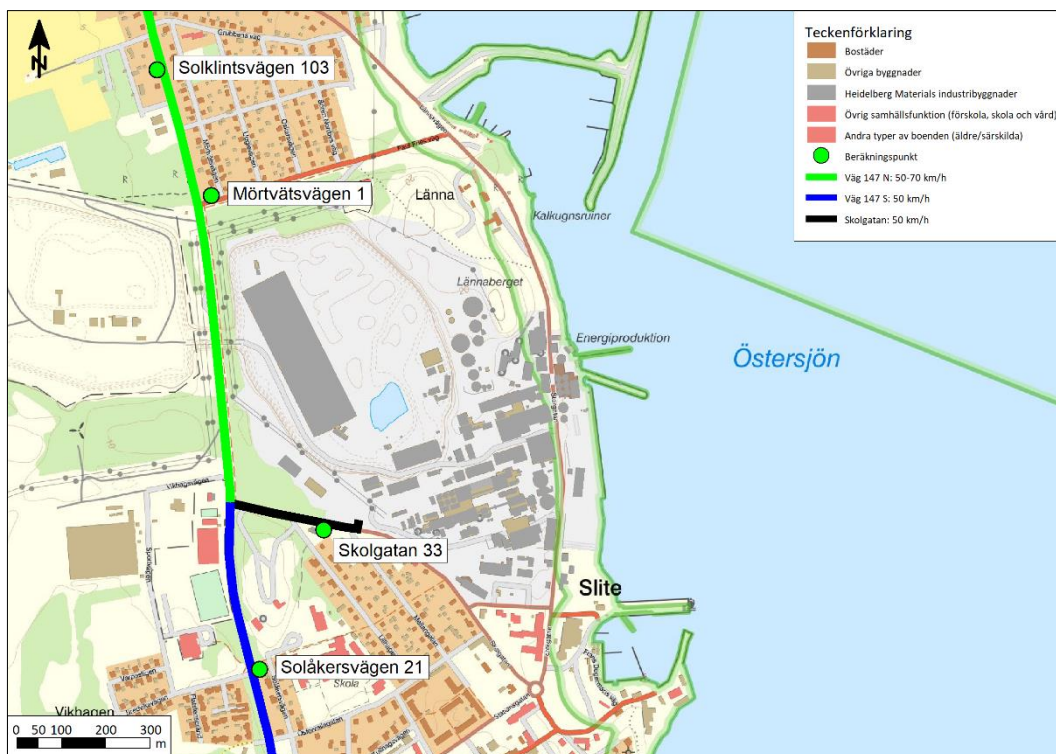 Teckenförklaring
Bostäder
Övriga byggnader
Heidelberg Materials industribyggnader
Övrig samhällsfunktion (förskola, skola och vård)
Andra typer av boenden (äldre/särskilda)
Beräkningspunkt
Väg 147 N: 50-70 km/h
Väg 147 S: 50 km/h
Skolgatan: 50 km/h
N
Solklintsvägen 103
Mörtvätsvägen 1
Länna
Kalkugnsruiner
Lännaberget
Energiproduktion
Östersjön
Skolgatan 33
Slite
Solåkersvägen 21
Skola
Vikhagen
0 50 100 200 300
m